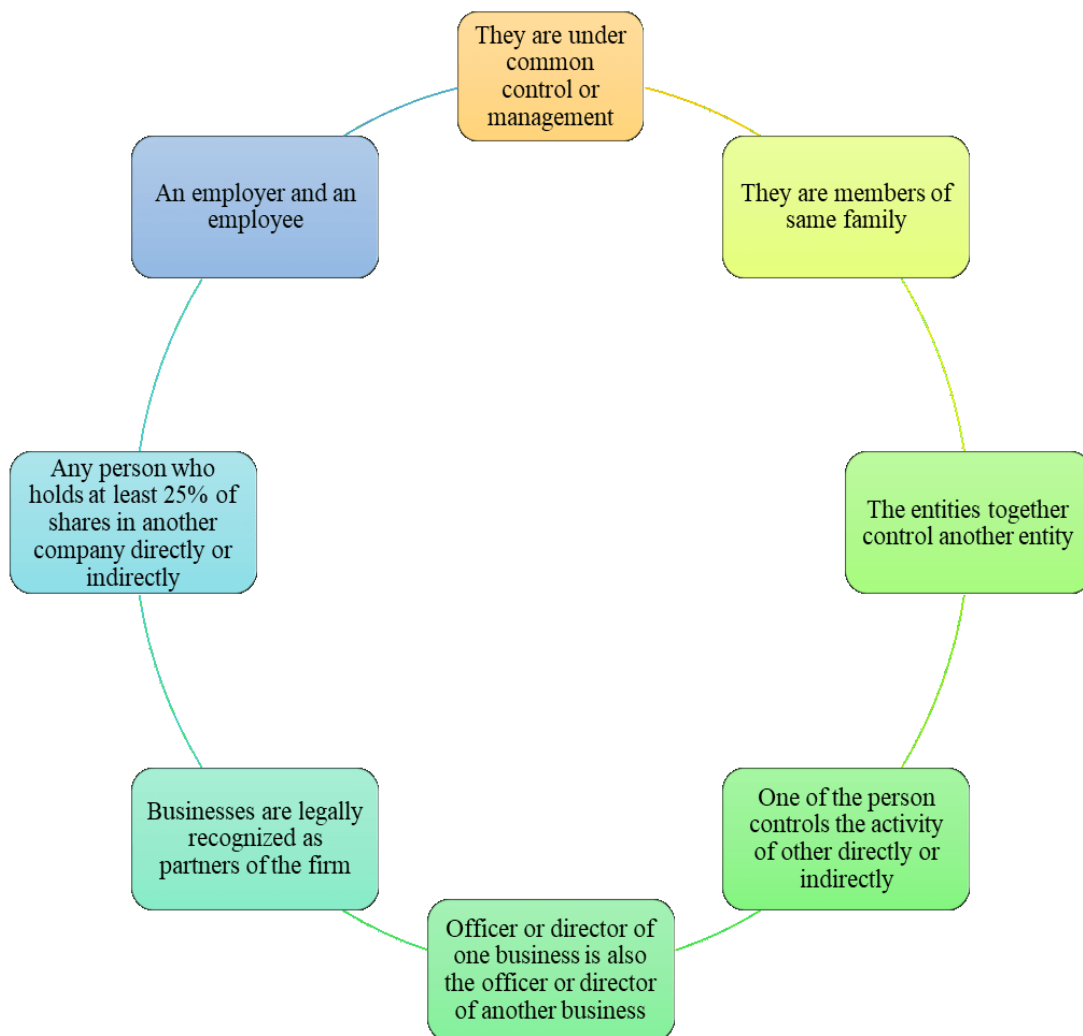 They are under
common
control or
management
They are members of
same family
The entities together
control another entity
One of the person
controls the activity
of other directly or
indirectly
Officer or director of
one business is also
the officer or director
of another business
Businesses are legally
recognized as
partners of the firm
Any person who
holds at least 25% of
shares in another
company directly or
indirectly
An employer and an
employee